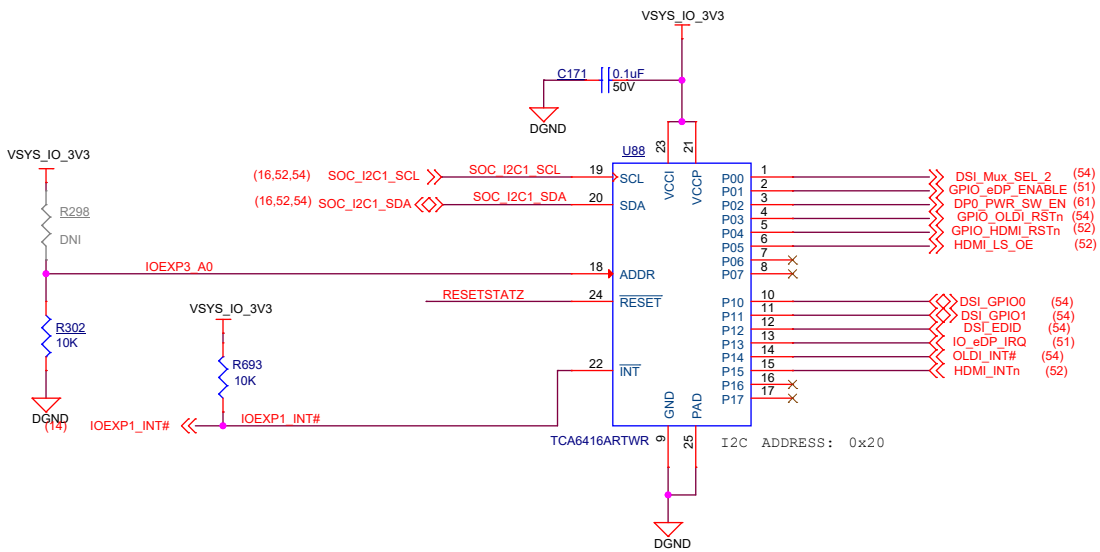 VSYS_IO_3V3
C171 0.1uF
50V
DGND
VSYS_IO_3V3
R298
DNI
IOEXP3_A0
R302
10K
DGND
VSYS_IO_3V3
R693
10K
(14) IOEXP1_INT# IOEXP1_INT#
(16,52,54) SOC_I2C1_SCL SOC_I2C1_SCL
(16,52,54) SOC_I2C1_SDA SOC_I2C1_SDA
RESETSTATZ
U88
23 21
VCCI VCCP
19 SCL
20 SDA
18 ADDR
24 RESET
22 INT
GND PAD
9 25
TCA6416ARTWR
I2C ADDRESS: 0x20
DGND
P00 1 DSI_Mux_SEL_2 (54)
P01 2 GPIO_eDP_ENABLE (51)
P02 3 DP0_PWR_SW_EN (61)
P03 4 GPIO_OLDI_RSTn (54)
P04 5 GPIO_HDMI_RSTn (52)
P05 6 HDMI_LS_OE (52)
P06 7
P07 8
P10 10 DSI_GPIO0 (54)
P11 11 DSI_GPIO1 (54)
P12 12 DSI_EDID (54)
P13 13 IO_eDP_IRQ (51)
P14 14 OLDI_INT# (54)
P15 15 HDMI_INTn (52)
P16 16
P17 17